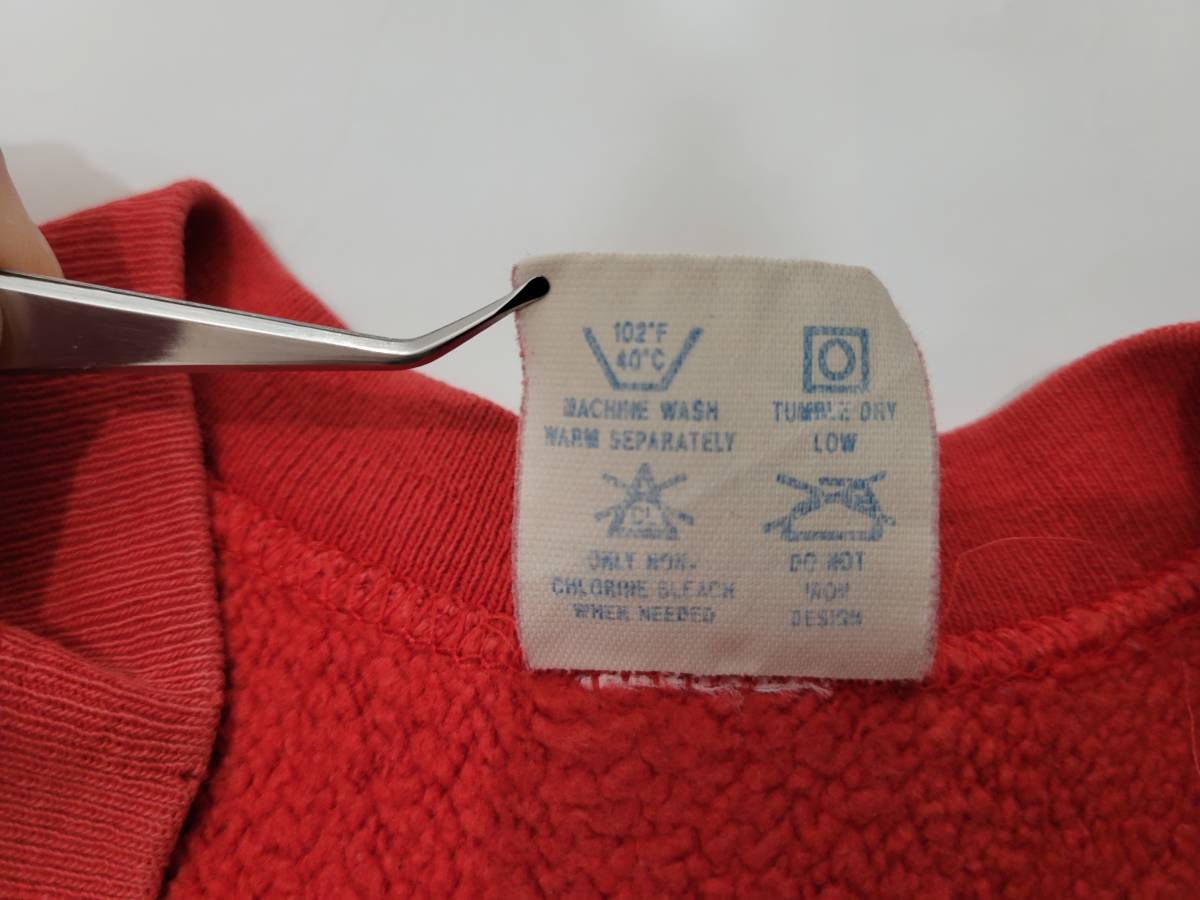 102°F
40°C
MACHINE WASH
WARM SEPARATELY
O
TUMBLE DRY
LOW
CL
ONLY NON-
CHLORINE BLEACH
WHEN NEEDED
DO NOT
IRON
DESIGN